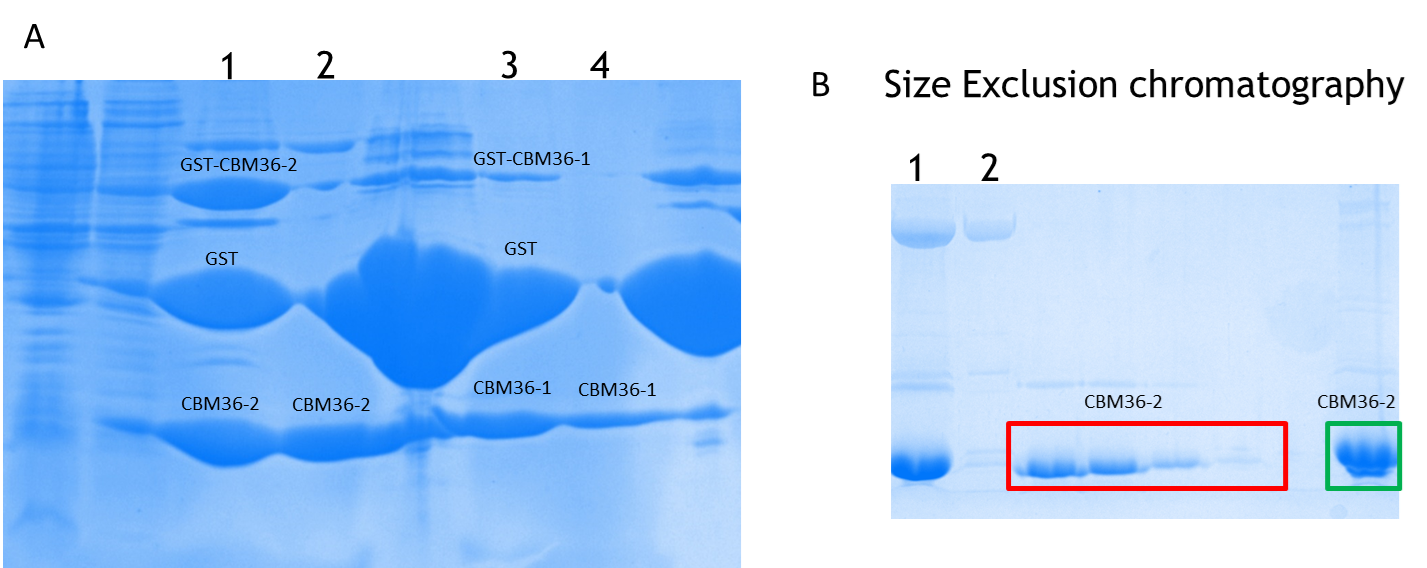 A
1 2 3 4
GST-CBM36-2
GST-CBM36-1
GST
GST
CBM36-2
CBM36-2
CBM36-1
CBM36-1
B
Size Exclusion chromatography
1 2
CBM36-2
CBM36-2